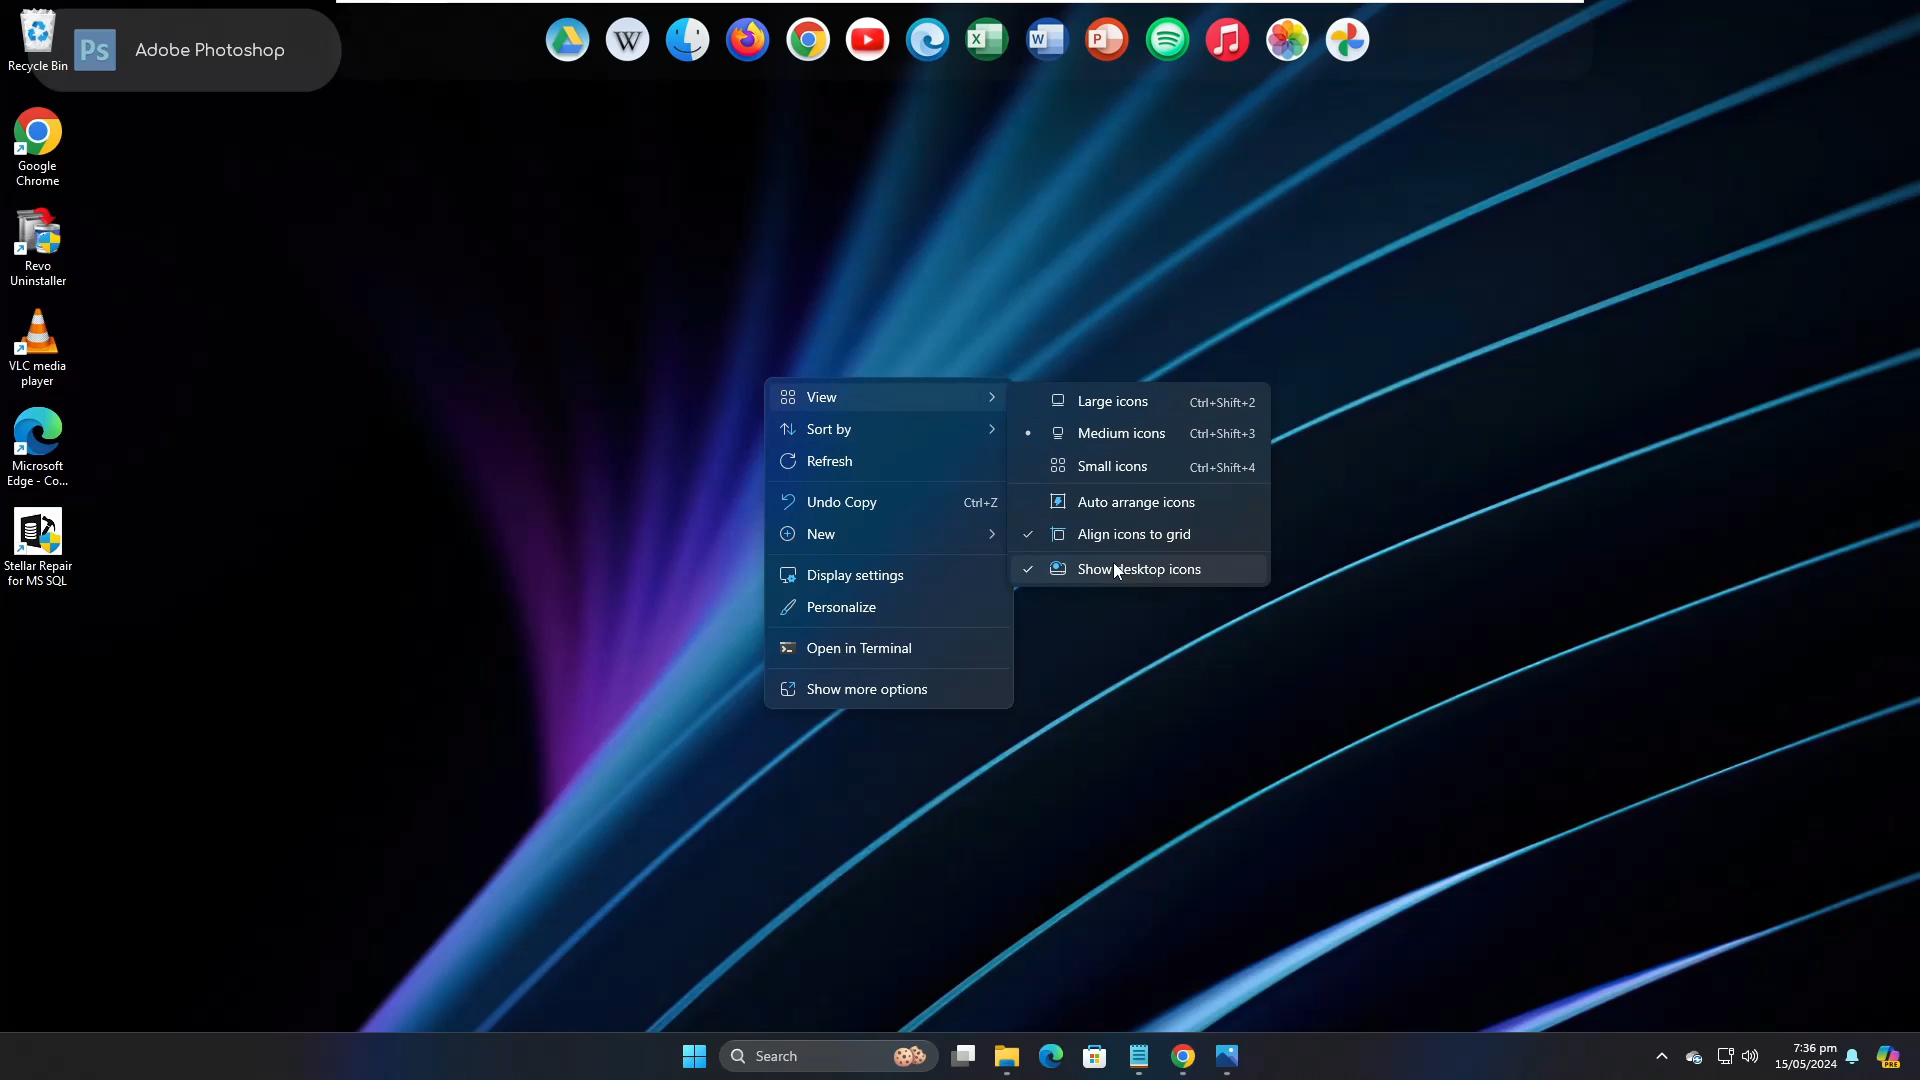 Recycle Bin
Ps
Adobe Photoshop
W
X
W
P
Google
Chrome
Revo
Uninstaller
VLC media
player
Microsoft
Edge - Co...
Stellar Repair
for MS SQL
View
Sort by
Refresh
Undo Copy Ctrl+Z
New
Display settings
Personalize
Open in Terminal
Show more options
Large icons Ctrl+Shift+2
Medium icons Ctrl+Shift+3
Small icons Ctrl+Shift+4
Auto arrange icons
Align icons to grid
Show desktop icons
Search
7:36 pm
15/05/2024
PRE